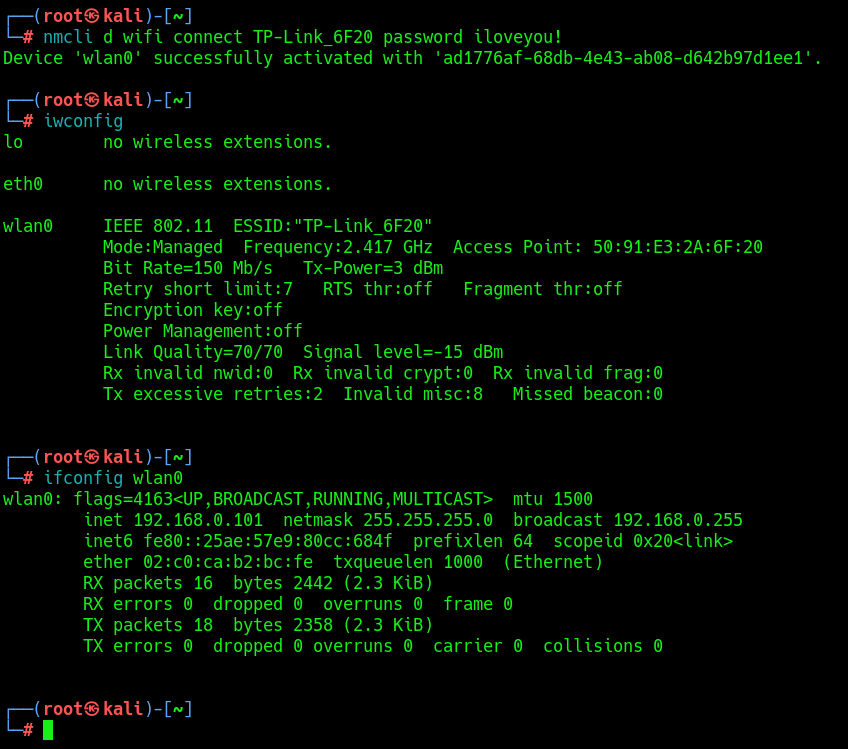 ┌──(root㉿kali)-[~]
└─# nmcli d wifi connect TP-Link_6F20 password iloveyou!
Device 'wlan0' successfully activated with 'ad1776af-68db-4e43-ab08-d642b97d1ee1'.
┌──(root㉿kali)-[~]
└─# iwconfig
lo        no wireless extensions.
eth0      no wireless extensions.
wlan0     IEEE 802.11  ESSID:"TP-Link_6F20"
          Mode:Managed  Frequency:2.417 GHz  Access Point: 50:91:E3:2A:6F:20
          Bit Rate=150 Mb/s   Tx-Power=3 dBm
          Retry short limit:7   RTS thr:off   Fragment thr:off
          Encryption key:off
          Power Management:off
          Link Quality=70/70  Signal level=-15 dBm
          Rx invalid nwid:0  Rx invalid crypt:0  Rx invalid frag:0
          Tx excessive retries:2  Invalid misc:8   Missed beacon:0
┌──(root㉿kali)-[~]
└─# ifconfig wlan0
wlan0: flags=4163<UP,BROADCAST,RUNNING,MULTICAST>  mtu 1500
        inet 192.168.0.101  netmask 255.255.255.0  broadcast 192.168.0.255
        inet6 fe80::25ae:57e9:80cc:684f  prefixlen 64  scopeid 0x20<link>
        ether 02:c0:ca:b2:bc:fe  txqueuelen 1000  (Ethernet)
        RX packets 16  bytes 2442 (2.3 KiB)
        RX errors 0  dropped 0  overruns 0  frame 0
        TX packets 18  bytes 2358 (2.3 KiB)
        TX errors 0  dropped 0 overruns 0  carrier 0  collisions 0
┌──(root㉿kali)-[~]
└─#